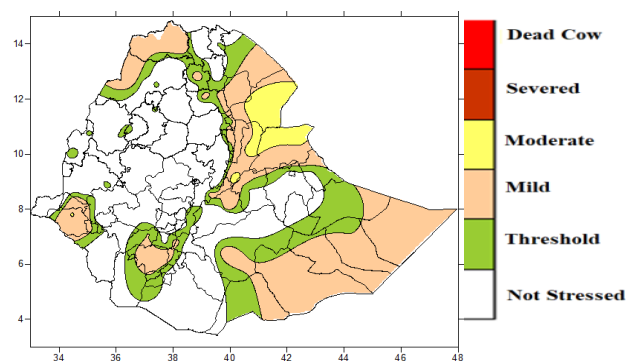 14
12
10
8
6
4
34 36 38 40 42 44 46 48
Dead Cow
Severed
Moderate
Mild
Threshold
Not Stressed